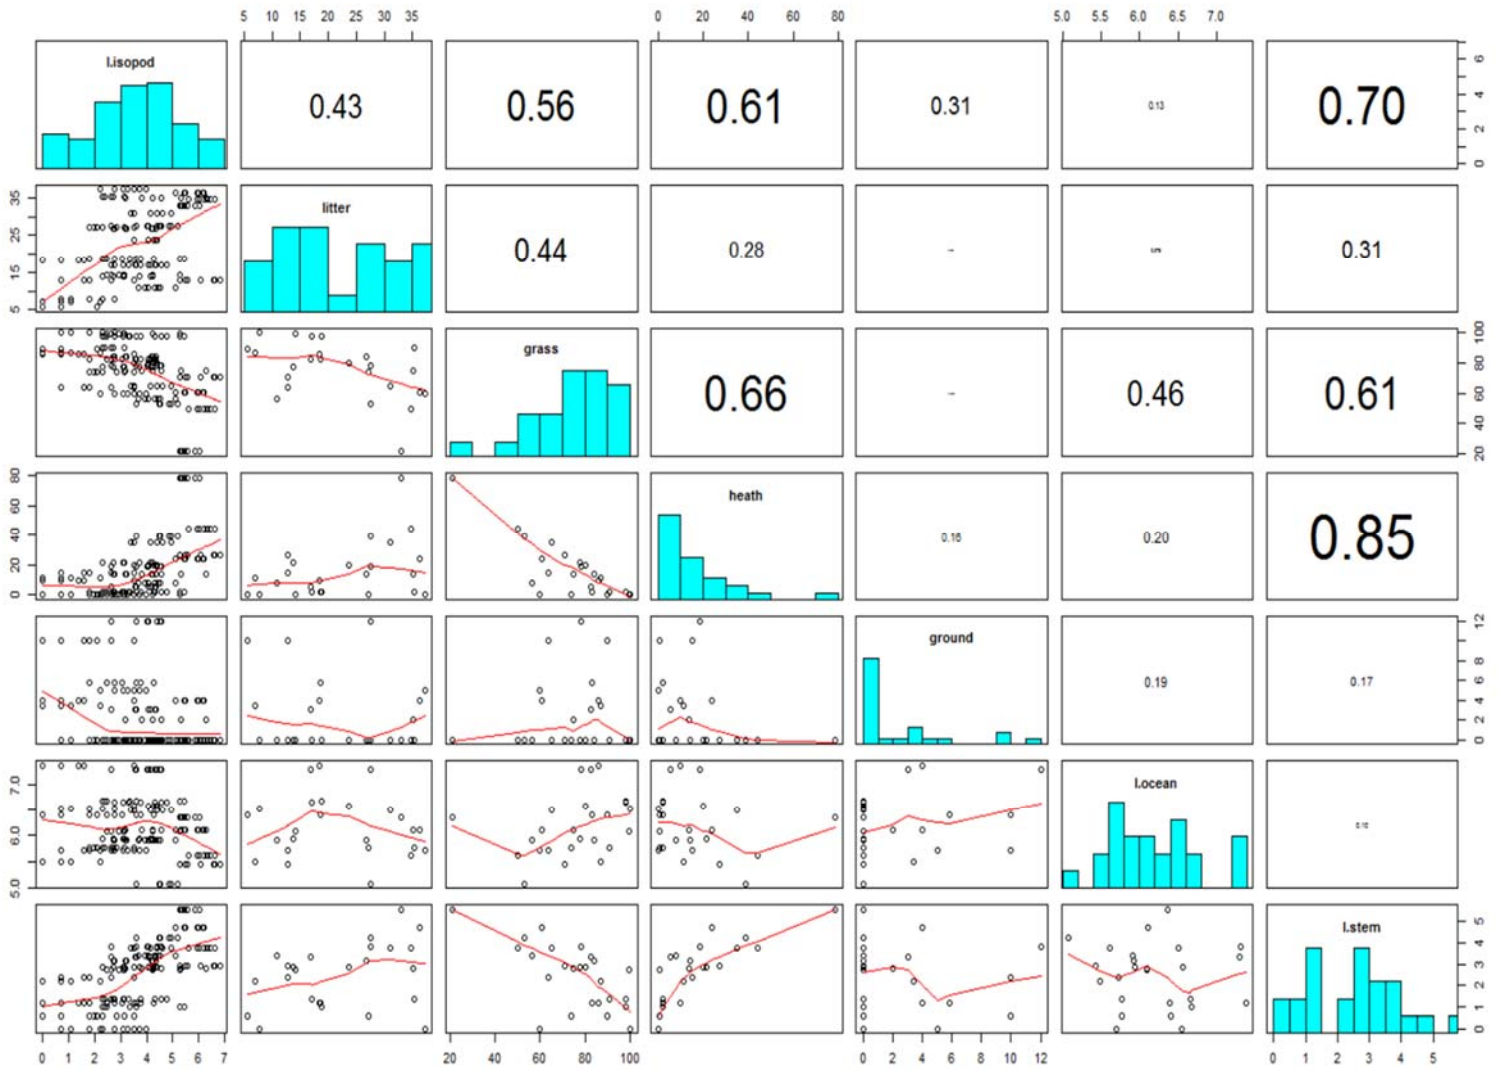 5 10 15 20 25 30 35 0 20 40 60 80 5.0 5.5 6.0 6.5 7.0
l.isopod 0.43 0.56 0.61 0.31 0.13 0.70 0 2 4 6
5 15 25 35 litter 0.44 0.28 0.31
grass 0.66 0.46 0.61 20 40 60 80 100
0 20 40 60 80 heath 0.16 0.20 0.85
ground 0.19 0.17 0 2 4 6 8 12
5.0 6.0 7.0 l.ocean 0.10
l.stem 0 1 2 3 4 5
0 1 2 3 4 5 6 7 20 40 60 80 100 0 2 4 6 8 10 12 0 1 2 3 4 5